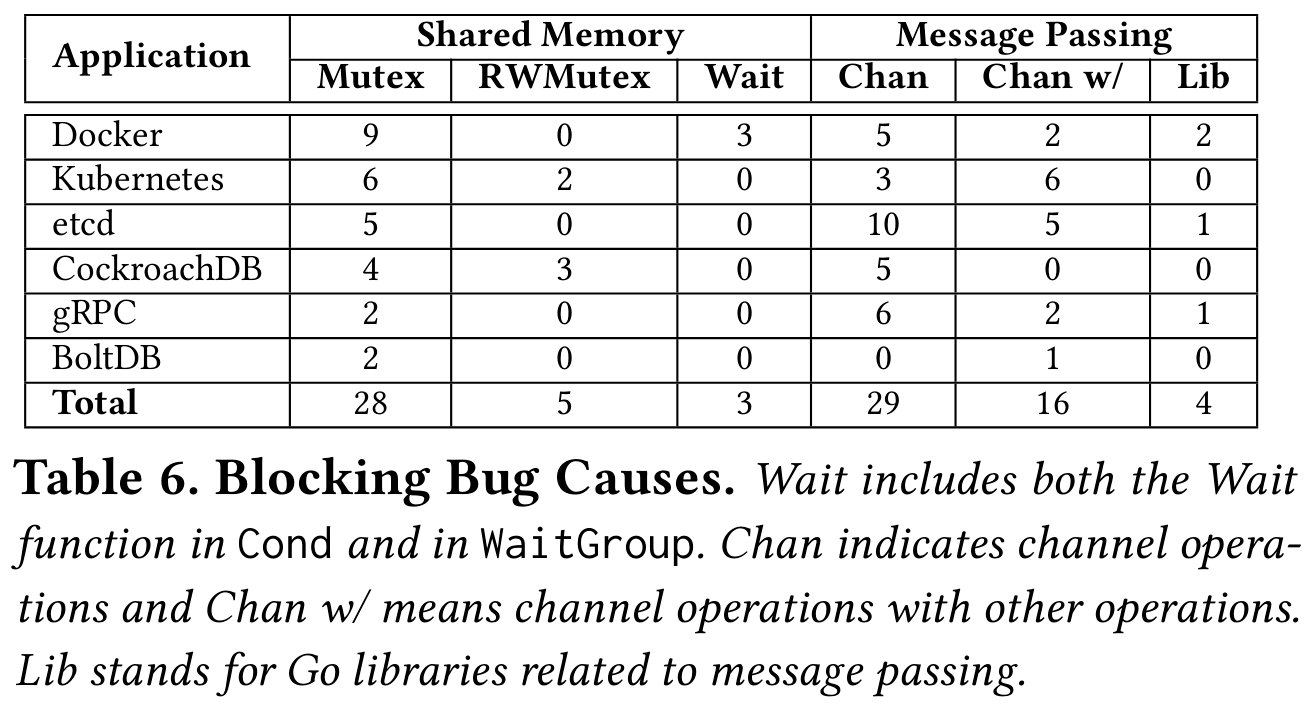 Application Shared Memory Message Passing
Mutex RWMutex Wait Chan Chan w/ Lib
Docker 9 0 3 5 2 2
Kubernetes 6 2 0 3 6 0
etcd 5 0 0 10 5 1
CockroachDB 4 3 0 5 0 0
gRPC 2 0 0 6 2 1
BoltDB 2 0 0 0 1 0
Total 28 5 3 29 16 4
Table 6. Blocking Bug Causes. Wait includes both the Wait
function in Cond and in WaitGroup. Chan indicates channel opera-
tions and Chan w/ means channel operations with other operations.
Lib stands for Go libraries related to message passing.